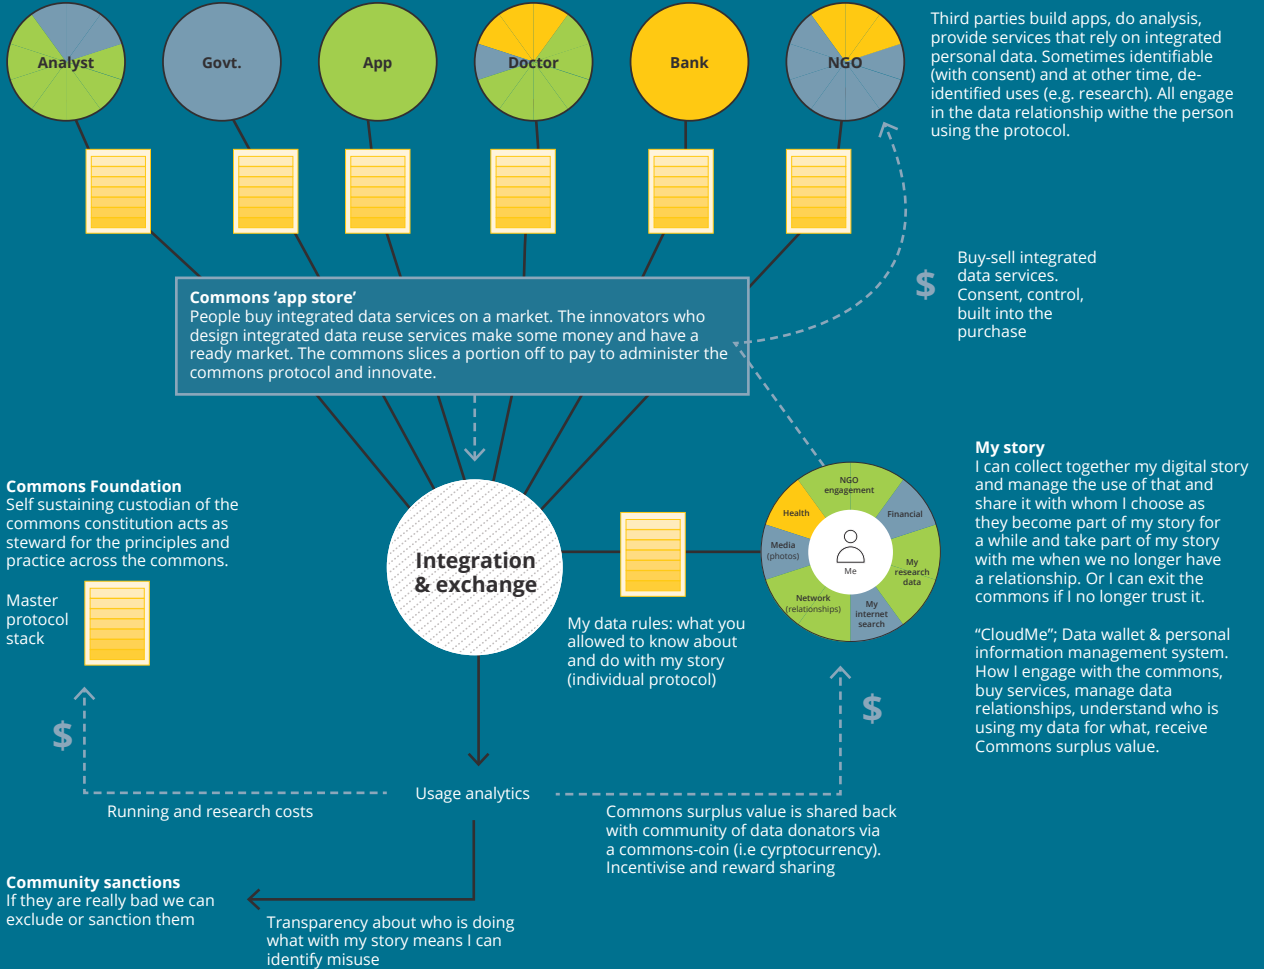 Analyst
Govt.
App
Doctor
Bank
NGO
Third parties build apps, do analysis,
provide services that rely on integrated
personal data. Sometimes identifiable
(with consent) and at other time, de-
identified uses (e.g. research). All engage
in the data relationship withe the person
using the protocol.
Commons ‘app store’
People buy integrated data services on a market. The innovators who
design integrated data reuse services make some money and have a
ready market. The commons slices a portion off to pay to administer the
commons protocol and innovate.
$
Buy-sell integrated
data services.
Consent, control,
built into the
purchase
Commons Foundation
Self sustaining custodian of the
commons constitution acts as
steward for the principles and
practice across the commons.
Master
protocol
stack
Integration
& exchange
My data rules: what you
allowed to know about
and do with my story
(individual protocol)
NGO
engagement
Financial
My
research
data
My
internet
search
Network
(relationships)
Media
(photos)
Health
Me
My story
I can collect together my digital story
and manage the use of that and
share it with whom I choose as
they become part of my story for
a while and take part of my story
with me when we no longer have
a relationship. Or I can exit the
commons if I no longer trust it.
“CloudMe”; Data wallet & personal
information management system.
How I engage with the commons,
buy services, manage data
relationships, understand who is
using my data for what, receive
Commons surplus value.
$
$
Usage analytics
Running and research costs
Commons surplus value is shared back
with community of data donators via
a commons-coin (i.e cyrptocurrency).
Incentivise and reward sharing
Community sanctions
If they are really bad we can
exclude or sanction them
Transparency about who is doing
what with my story means I can
identify misuse